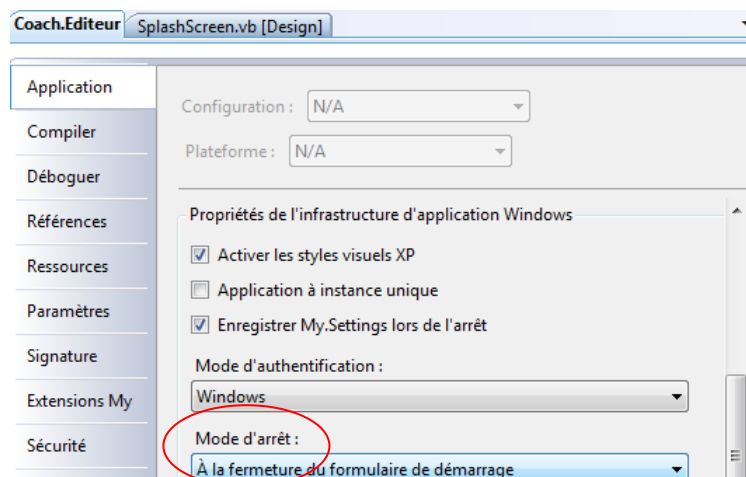 Coach.Editeur SplashScreen.vb [Design]
Application
Compiler
Déboguer
Références
Ressources
Paramètres
Signature
Extensions My
Sécurité
Configuration : N/A
Plateforme : N/A
Propriétés de l'infrastructure d'application Windows
Activer les styles visuels XP
Application à instance unique
Enregistrer My.Settings lors de l'arrêt
Mode d'authentification :
Windows
Mode d'arrêt :
À la fermeture du formulaire de démarrage